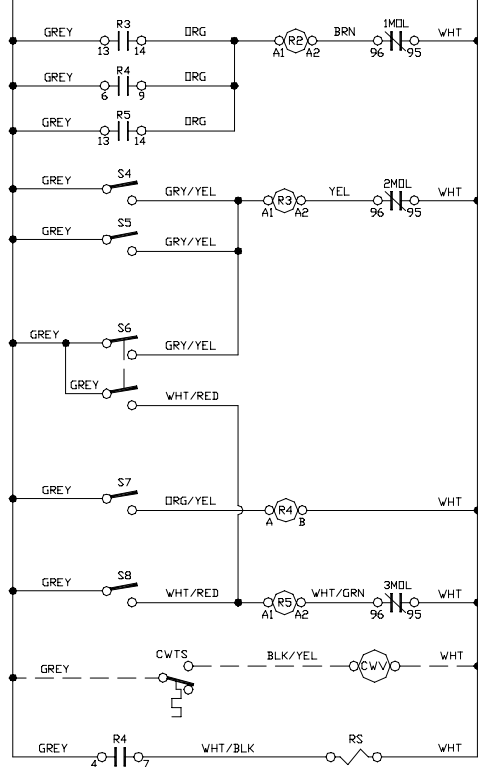 R3
GREY ORG BRN 1MOL WHT
13 14 A1 R2 A2 96 95
R4
GREY ORG
6 9
R5
GREY ORG
13 14
S4 2MOL
GREY GRY/YEL R3 YEL WHT
A1 A2 96 95
S5
GREY GRY/YEL
S6
GREY GRY/YEL
GREY WHT/RED
S7
GREY ORG/YEL R4 WHT
A B
S8 3MOL
GREY WHT/RED R5 WHT/GRN WHT
A1 A2 96 95
CWTS BLK/YEL CWV WHT
GREY
R4 RS
GREY WHT/BLK WHT
4 7